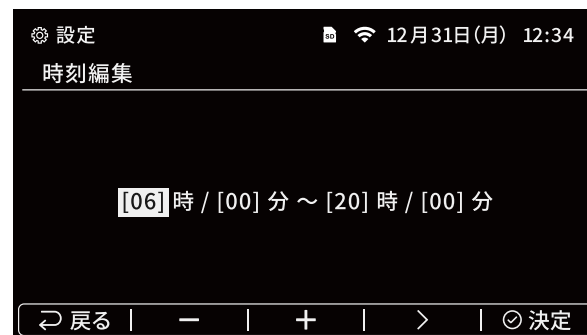 設定 SD 12月31日(月) 12:34
時刻編集
[06] 時 / [00] 分 ～ [20] 時 / [00] 分
戻る | － | ＋ | ＞ | 決定